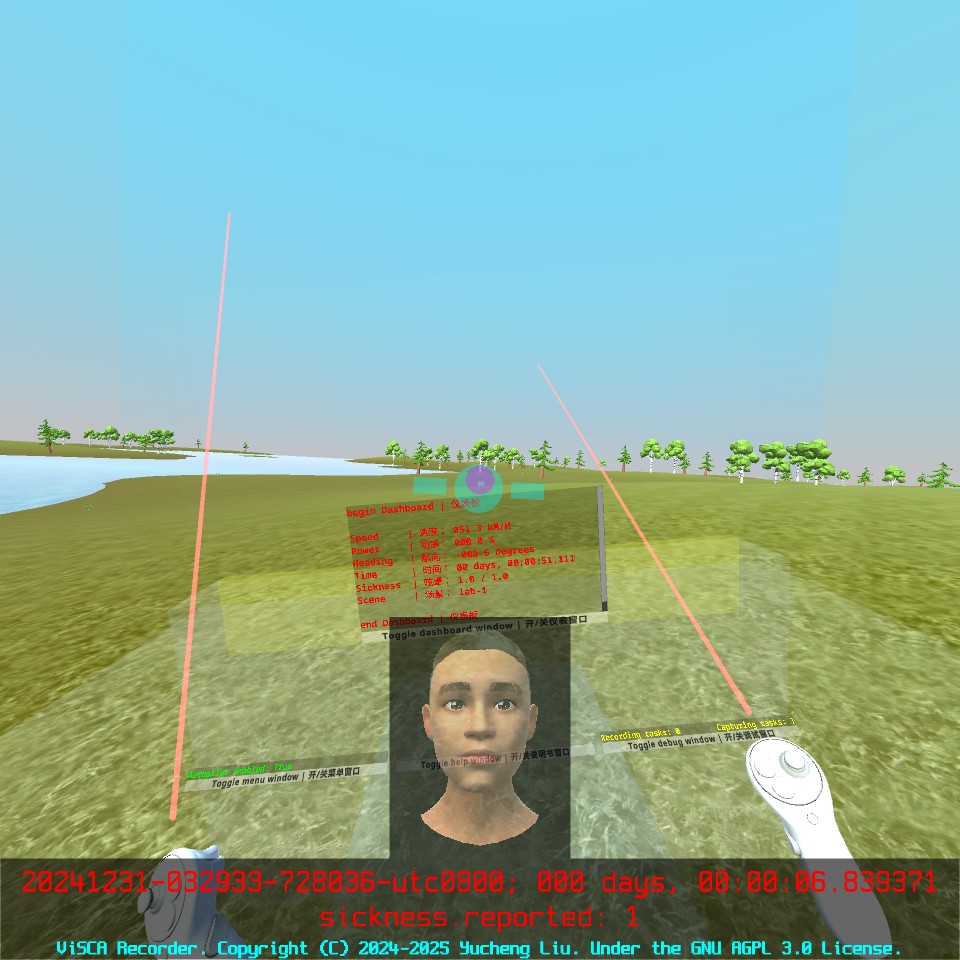 begin Dashboard | 仪表板
Speed | 速度: 051.3 KM/H
Power | 功率: 000.0 %
Heading | 航向: -000.6 Degrees
Time | 时间: 00 days, 00:00:51.111
Sickness | 眩晕: 1.0 / 1.0
Scene | 场景: lab-1
end Dashboard | 仪表板
Toggle dashboard window | 开/关仪表窗口
Recording tasks: 0 Capturing tasks: 1
Toggle debug window | 开/关调试窗口
Toggle help window | 开/关说明书窗口
Autopilot enabled: True
Toggle menu window | 开/关菜单窗口
20241231-032933-728036-utc0800; 000 days, 00:00:06.839371
sickness.reported: 1
ViSCA Recorder. Copyright (C) 2024-2025 Yucheng Liu. Under the GNU AGPL 3.0 License.